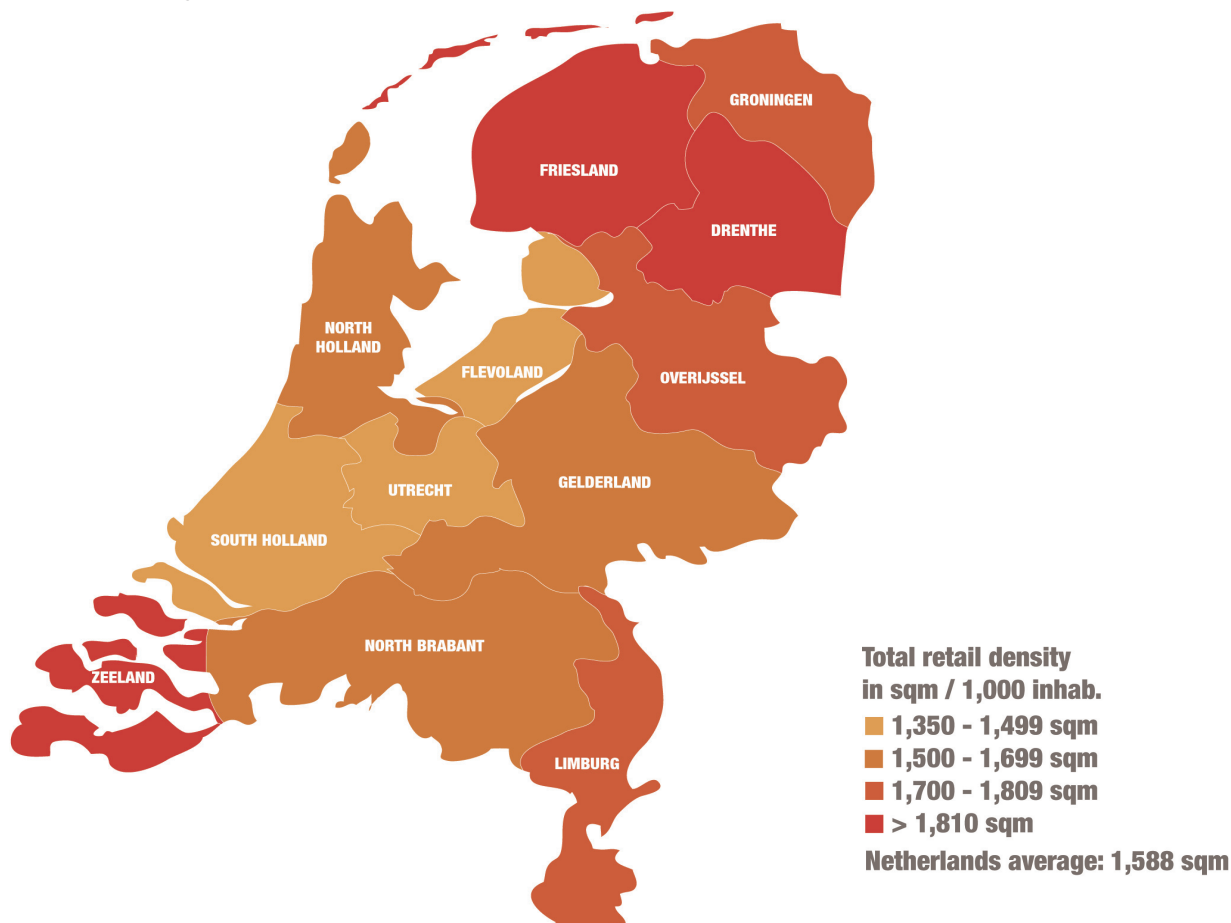 GRONINGEN
FRIESLAND
DRENTHE
NORTH
HOLLAND
FLEVOLAND
OVERIJSSEL
GELDERLAND
UTRECHT
SOUTH HOLLAND
NORTH BRABANT
ZEELAND
LIMBURG
Total retail density
in sqm / 1,000 inhab.
1,350 - 1,499 sqm
1,500 - 1,699 sqm
1,700 - 1,809 sqm
> 1,810 sqm
Netherlands average: 1,588 sqm